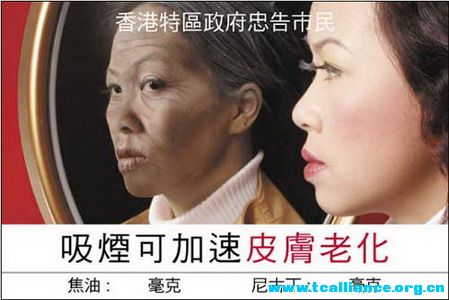 香港特區政府忠告市民
吸煙可加速皮膚老化
焦油： 毫克 尼古丁： 毫克
www.tcalliance.org.cn